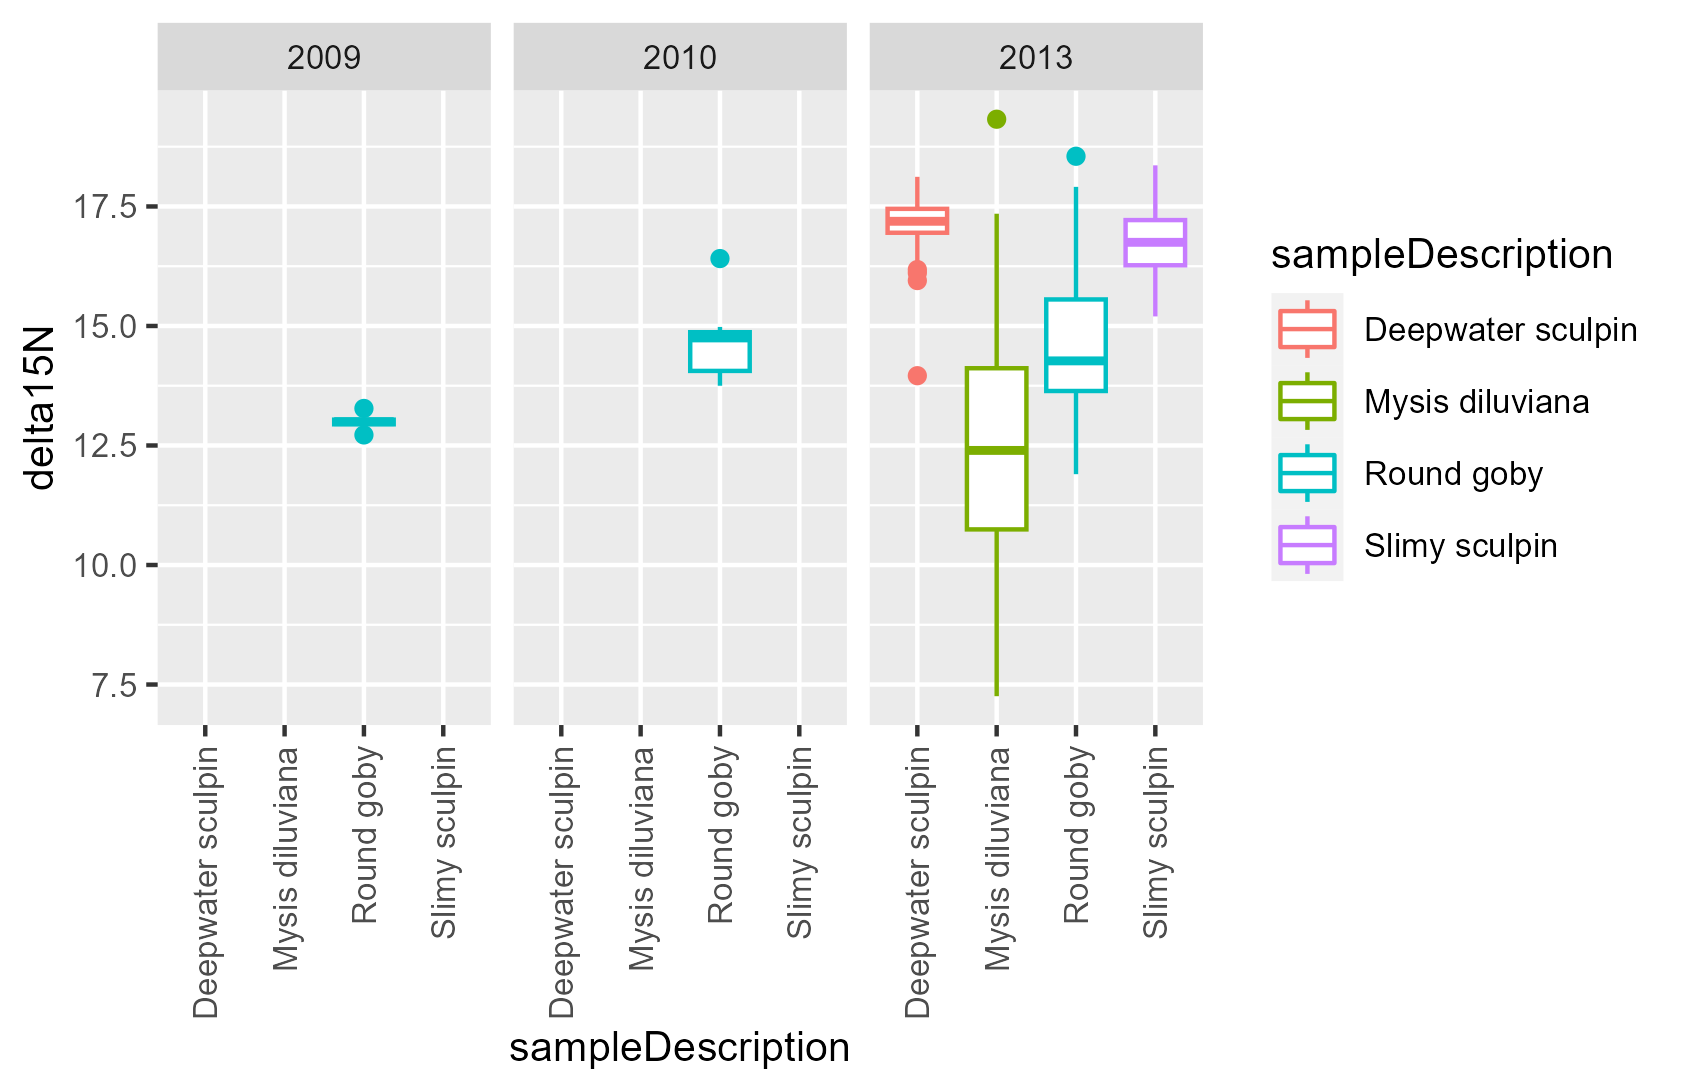 2009
2010
2013
17.5
15.0
12.5
10.0
7.5
delta15N
Deepwater sculpin
Mysis diluviana
Round goby
Slimy sculpin
Deepwater sculpin
Mysis diluviana
Round goby
Slimy sculpin
Deepwater sculpin
Mysis diluviana
Round goby
Slimy sculpin
sampleDescription
sampleDescription
Deepwater sculpin
Mysis diluviana
Round goby
Slimy sculpin